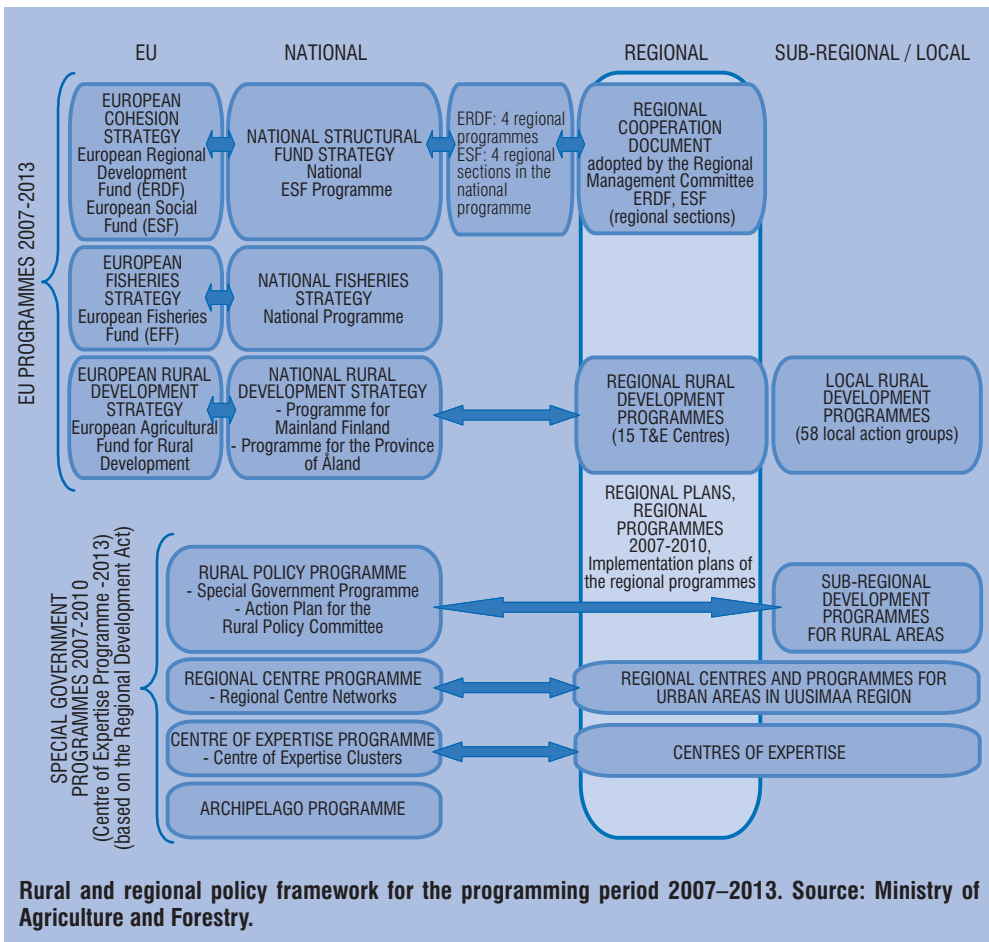 EU
NATIONAL
REGIONAL
SUB-REGIONAL / LOCAL
EU PROGRAMMES 2007-2013
EUROPEAN
COHESION
STRATEGY
European Regional
Development
Fund (ERDF)
European Social
Fund (ESF)
NATIONAL STRUCTURAL
FUND STRATEGY
National
ESF Programme
ERDF: 4 regional
programmes
ESF: 4 regional
sections in the
national
programme
REGIONAL
COOPERATION
DOCUMENT
adopted by the Regional
Management Committee
ERDF, ESF
(regional sections)
EUROPEAN
FISHERIES
STRATEGY
European Fisheries
Fund (EFF)
NATIONAL FISHERIES
STRATEGY
National Programme
EUROPEAN RURAL
DEVELOPMENT
STRATEGY
European Agricultural
Fund for Rural
Development
NATIONAL RURAL
DEVELOPMENT STRATEGY
- Programme for
Mainland Finland
- Programme for the Province
of Åland
REGIONAL RURAL
DEVELOPMENT
PROGRAMMES
(15 T&E Centres)
LOCAL RURAL
DEVELOPMENT
PROGRAMMES
(58 local action groups)
REGIONAL PLANS,
REGIONAL
PROGRAMMES
2007-2010,
Implementation plans of
the regional programmes
SPECIAL GOVERNMENT
PROGRAMMES 2007-2010
(Centre of Expertise Programme -2013)
(based on the Regional Development Act)
RURAL POLICY PROGRAMME
- Special Government Programme
- Action Plan for the
Rural Policy Committee
SUB-REGIONAL
DEVELOPMENT
PROGRAMMES
FOR RURAL AREAS
REGIONAL CENTRE PROGRAMME
- Regional Centre Networks
REGIONAL CENTRES AND PROGRAMMES FOR
URBAN AREAS IN UUSIMAA REGION
CENTRE OF EXPERTISE PROGRAMME
- Centre of Expertise Clusters
CENTRES OF EXPERTISE
ARCHIPELAGO PROGRAMME
Rural and regional policy framework for the programming period 2007–2013. Source: Ministry of
Agriculture and Forestry.